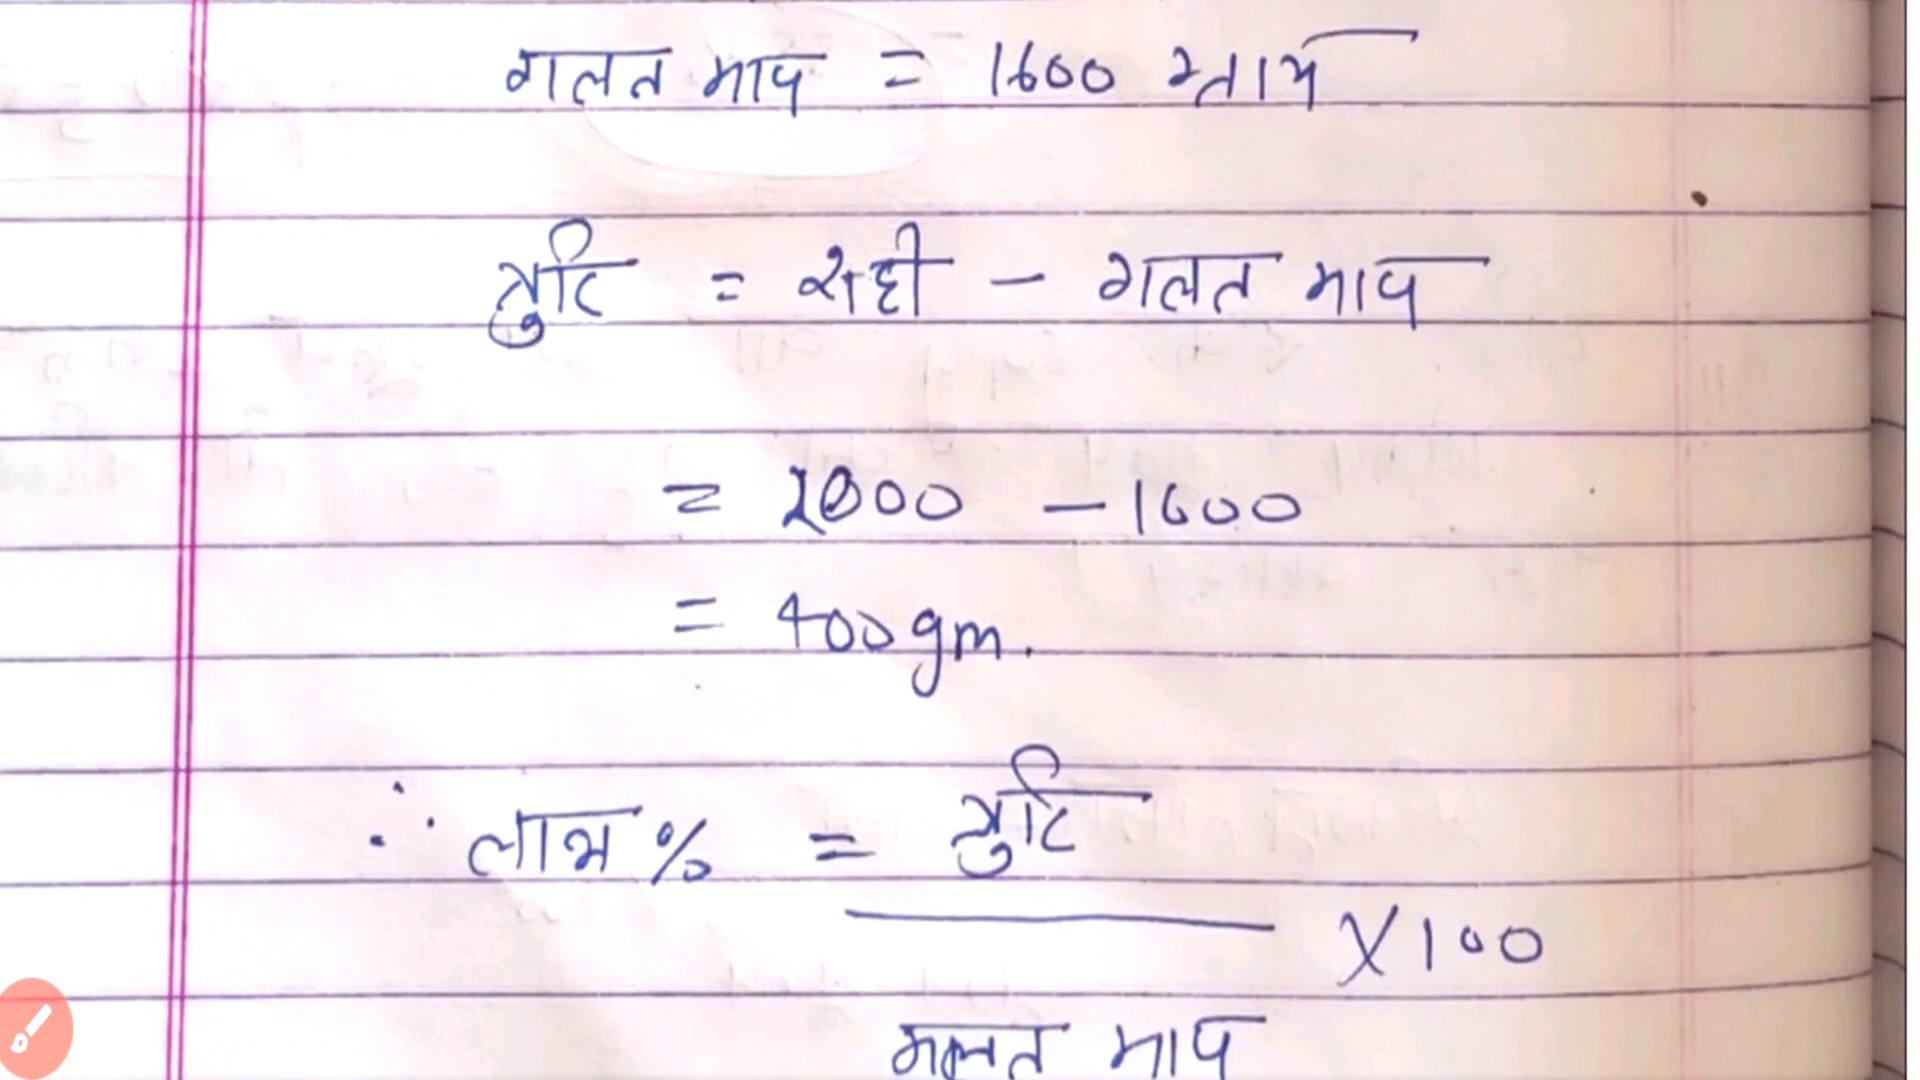 गलत माप = 1600 ग्राम
त्रुटि = सही - गलत माप
= 2000 - 1600
= 400gm.
∴ लाभ % = त्रुटि
X 100
गलत माप